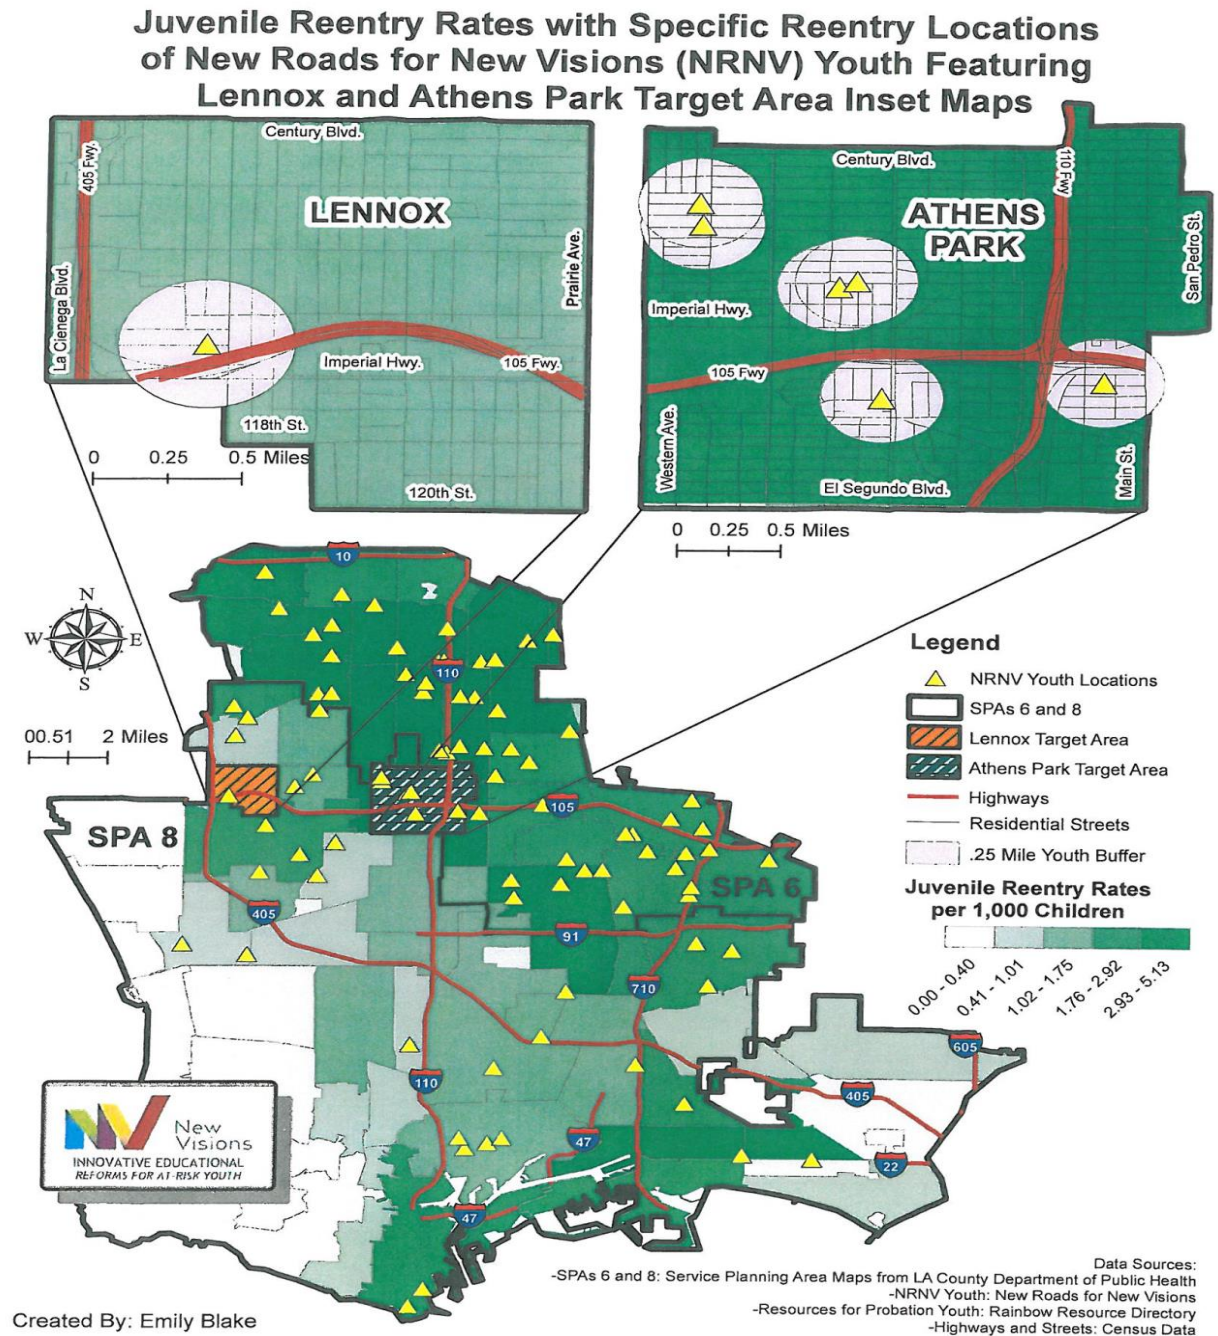 Juvenile Reentry Rates with Specific Reentry Locations
of New Roads for New Visions (NRNV) Youth Featuring
Lennox and Athens Park Target Area Inset Maps
Century Blvd.
405 Fwy.
LENNOX
La Cienega Blvd.
Prairie Ave.
Imperial Hwy.
105 Fwy.
118th St.
120th St.
0 0.25 0.5 Miles
Century Blvd.
110 Fwy
ATHENS
PARK
San Pedro St.
Imperial Hwy.
105 Fwy
Western Ave.
El Segundo Blvd.
Main St.
0 0.25 0.5 Miles
N
W E
S
00.51 2 Miles
10
110
105
SPA 8
SPA 6
405
91
710
110
605
405
47
22
47
Legend
NRNV Youth Locations
SPAs 6 and 8
Lennox Target Area
Athens Park Target Area
Highways
Residential Streets
.25 Mile Youth Buffer
Juvenile Reentry Rates
per 1,000 Children
0.00 - 0.40
0.41 - 1.01
1.02 - 1.75
1.76 - 2.92
2.93 - 5.13
New
Visions
INNOVATIVE EDUCATIONAL
REFORMS FOR AT-RISK YOUTH
Data Sources:
-SPAs 6 and 8: Service Planning Area Maps from LA County Department of Public Health
-NRNV Youth: New Roads for New Visions
-Resources for Probation Youth: Rainbow Resource Directory
-Highways and Streets: Census Data
Created By: Emily Blake